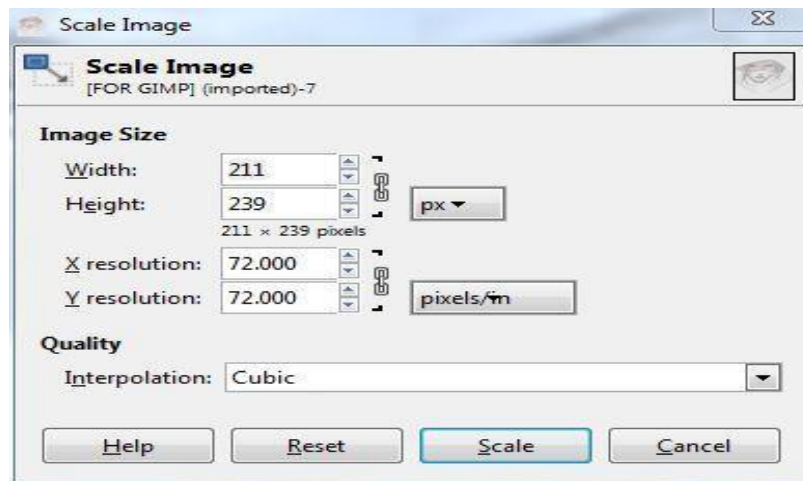 Scale Image
Scale Image
[FOR GIMP] (imported)-7
Image Size
Width: 211
Height: 239 px
211 × 239 pixels
X resolution: 72.000
Y resolution: 72.000 pixels/in
Quality
Interpolation: Cubic
Help Reset Scale Cancel